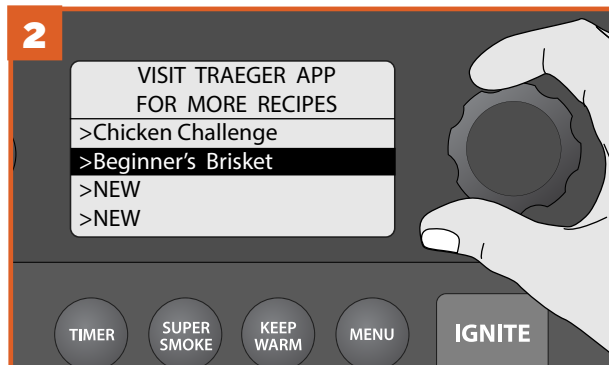 2
VISIT TRAEGER APP
FOR MORE RECIPES
>Chicken Challenge
>Beginner's Brisket
>NEW
>NEW
TIMER
SUPER
SMOKE
KEEP
WARM
MENU
IGNITE